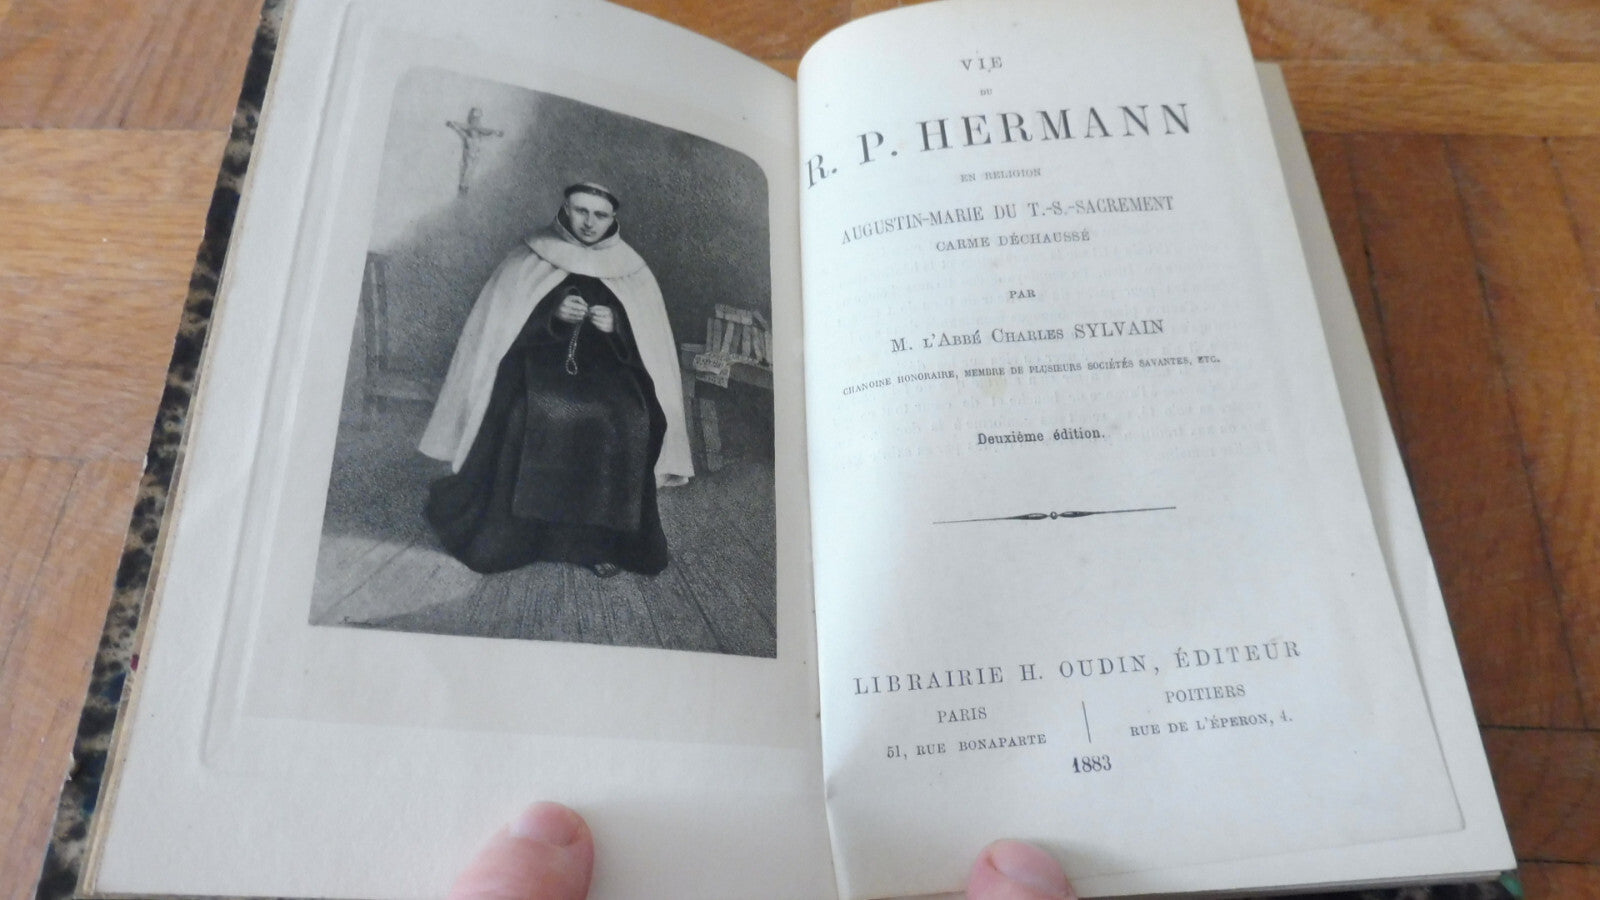 VIE
DU
R. P. HERMANN
EN RELIGION
AUGUSTIN-MARIE DU T.-S.-SACREMENT
CARME DÉCHAUSSÉ
PAR
M. L'ABBÉ CHARLES SYLVAIN
CHANOINE HONORAIRE, MEMBRE DE PLUSIEURS SOCIÉTÉS SAVANTES, ETC.
Deuxième édition.
LIBRAIRIE H. OUDIN, ÉDITEUR
PARIS
51, RUE BONAPARTE
POITIERS
RUE DE L'ÉPERON, 4.
1883